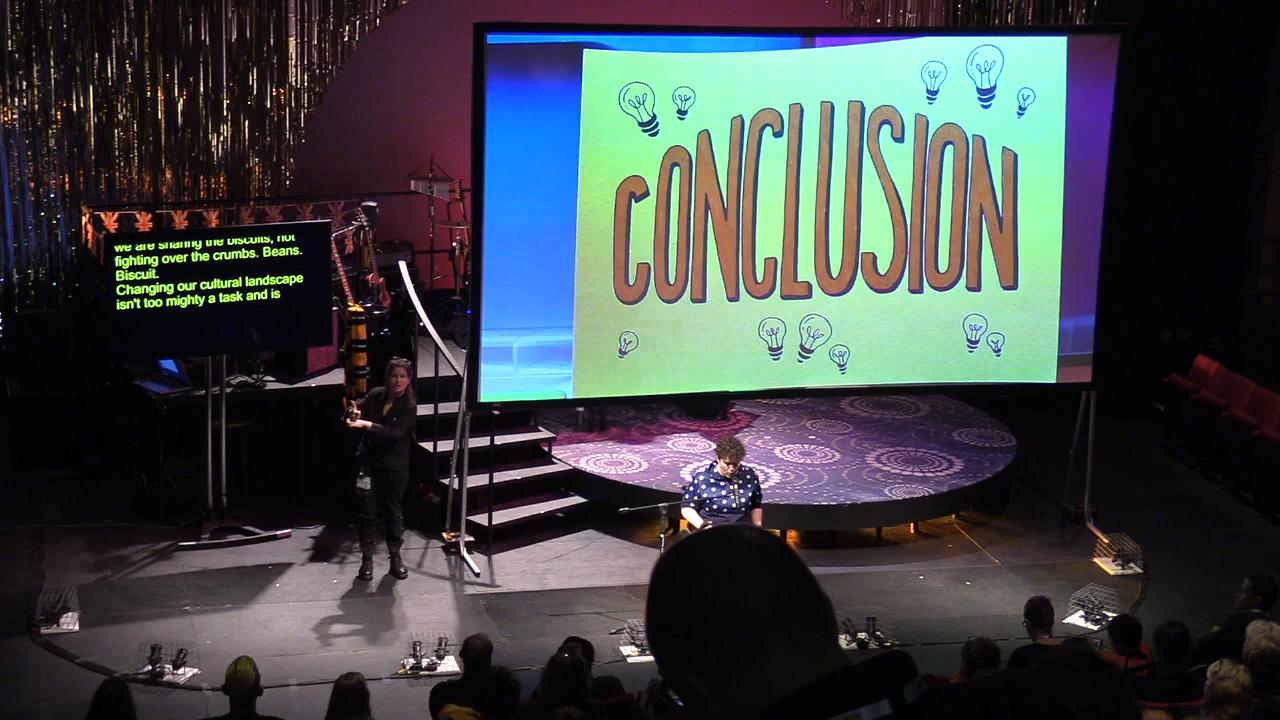 we are sharing the biscuits, not
fighting over the crumbs. Beans.
Biscuit.
Changing our cultural landscape
isn't too mighty a task and is
CONCLUSION